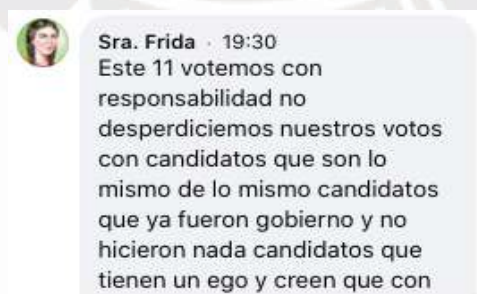 Sra. Frida · 19:30
Este 11 votemos con
responsabilidad no
desperdiciemos nuestros votos
con candidatos que son lo
mismo de lo mismo candidatos
que ya fueron gobierno y no
hicieron nada candidatos que
tienen un ego y creen que con